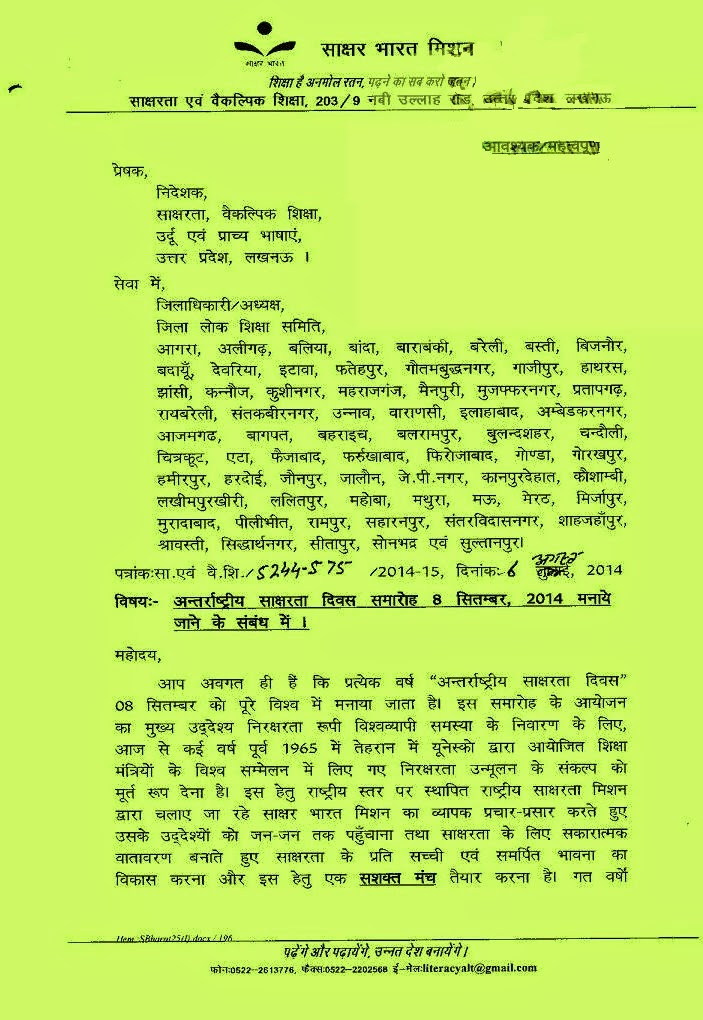 साक्षर भारत मिशन
साक्षर भारत
शिक्षा है अनमोल रतन, पढ़ने का सब करो जतन।
साक्षरता एवं वैकल्पिक शिक्षा, 203/9 नबी उल्लाह रोड, उत्तर प्रदेश लखनऊ
आवश्यक/महत्वपूर्ण
प्रेषक,
निदेशक,
साक्षरता, वैकल्पिक शिक्षा,
उर्दू एवं प्राच्य भाषाएं,
उत्तर प्रदेश, लखनऊ ।
सेवा में,
जिलाधिकारी/अध्यक्ष,
जिला लोक शिक्षा समिति,
आगरा, अलीगढ़, बलिया, बांदा, बाराबंकी, बरेली, बस्ती, बिजनौर,
बदायूँ, देवरिया, इटावा, फतेहपुर, गौतमबुद्धनगर, गाजीपुर, हाथरस,
झांसी, कन्नौज, कुशीनगर, महराजगंज, मैनपुरी, मुजफ्फरनगर, प्रतापगढ़,
रायबरेली, संतकबीरनगर, उन्नाव, वाराणसी, इलाहाबाद, अम्बेडकरनगर,
आजमगढ, बागपत, बहराइच, बलरामपुर, बुलन्दशहर, चन्दौली,
चित्रकूट, एटा, फैजाबाद, फर्रुखाबाद, फिरोजाबाद, गोण्डा, गोरखपुर,
हमीरपुर, हरदोई, जौनपुर, जालौन, जे.पी.नगर, कानपुरदेहात, कौशाम्बी,
लखीमपुरखीरी, ललितपुर, महोबा, मथुरा, मऊ, मेरठ, मिर्जापुर,
मुरादाबाद, पीलीभीत, रामपुर, सहारनपुर, संतरविदासनगर, शाहजहाँपुर,
श्रावस्ती, सिद्धार्थनगर, सीतापुर, सोनभद्र एवं सुल्तानपुर।
पत्रांक:सा.एवं वै.शि./5244-575 /2014-15, दिनांक:-6 अगस्त, 2014
विषय:- अन्तर्राष्ट्रीय साक्षरता दिवस समारोह 8 सितम्बर, 2014 मनाये
जाने के संबंध में ।
महोदय,
आप अवगत ही हैं कि प्रत्येक वर्ष "अन्तर्राष्ट्रीय साक्षरता दिवस"
08 सितम्बर को पूरे विश्व में मनाया जाता है। इस समारोह के आयोजन
का मुख्य उद्देश्य निरक्षरता रूपी विश्वव्यापी समस्या के निवारण के लिए,
आज से कई वर्ष पूर्व 1965 में तेहरान में यूनेस्को द्वारा आयोजित शिक्षा
मंत्रियों के विश्व सम्मेलन में लिए गए निरक्षरता उन्मूलन के संकल्प को
मूर्त रूप देना है। इस हेतु राष्ट्रीय स्तर पर स्थापित राष्ट्रीय साक्षरता मिशन
द्वारा चलाए जा रहे साक्षर भारत मिशन का व्यापक प्रचार-प्रसार करते हुए
उसके उद्देश्यों को जन-जन तक पहुँचाना तथा साक्षरता के लिए सकारात्मक
वातावरण बनाते हुए साक्षरता के प्रति सच्ची एवं समर्पित भावना का
विकास करना और इस हेतु एक सशक्त मंच तैयार करना है। गत वर्षो
पढ़ेंगे और पढ़ायेंगे, उन्नत देश बनायेंगे।
फोन:0522-2613776, फैक्स:0522-2202568 ई-मेल:literacyalt@gmail.com